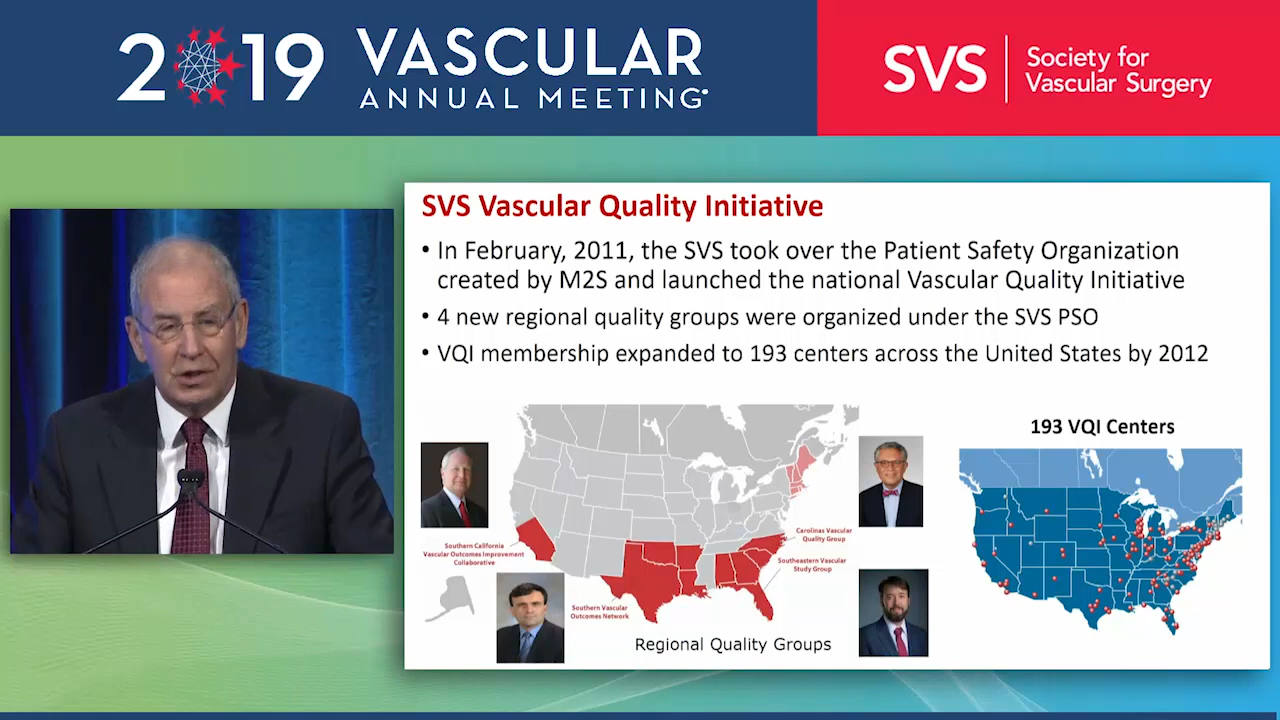 2019 VASCULAR
ANNUAL MEETING
SVS
Society for
Vascular Surgery
SVS Vascular Quality Initiative
• In February, 2011, the SVS took over the Patient Safety Organization
created by M2S and launched the national Vascular Quality Initiative
• 4 new regional quality groups were organized under the SVS PSO
• VQI membership expanded to 193 centers across the United States by 2012
193 VQI Centers
Carolinas Vascular
Quality Group
Southern California
Vascular Outcomes Improvement
Collaborative
Southeastern Vascular
Study Group
Southern Vascular
Outcomes Network
Regional Quality Groups